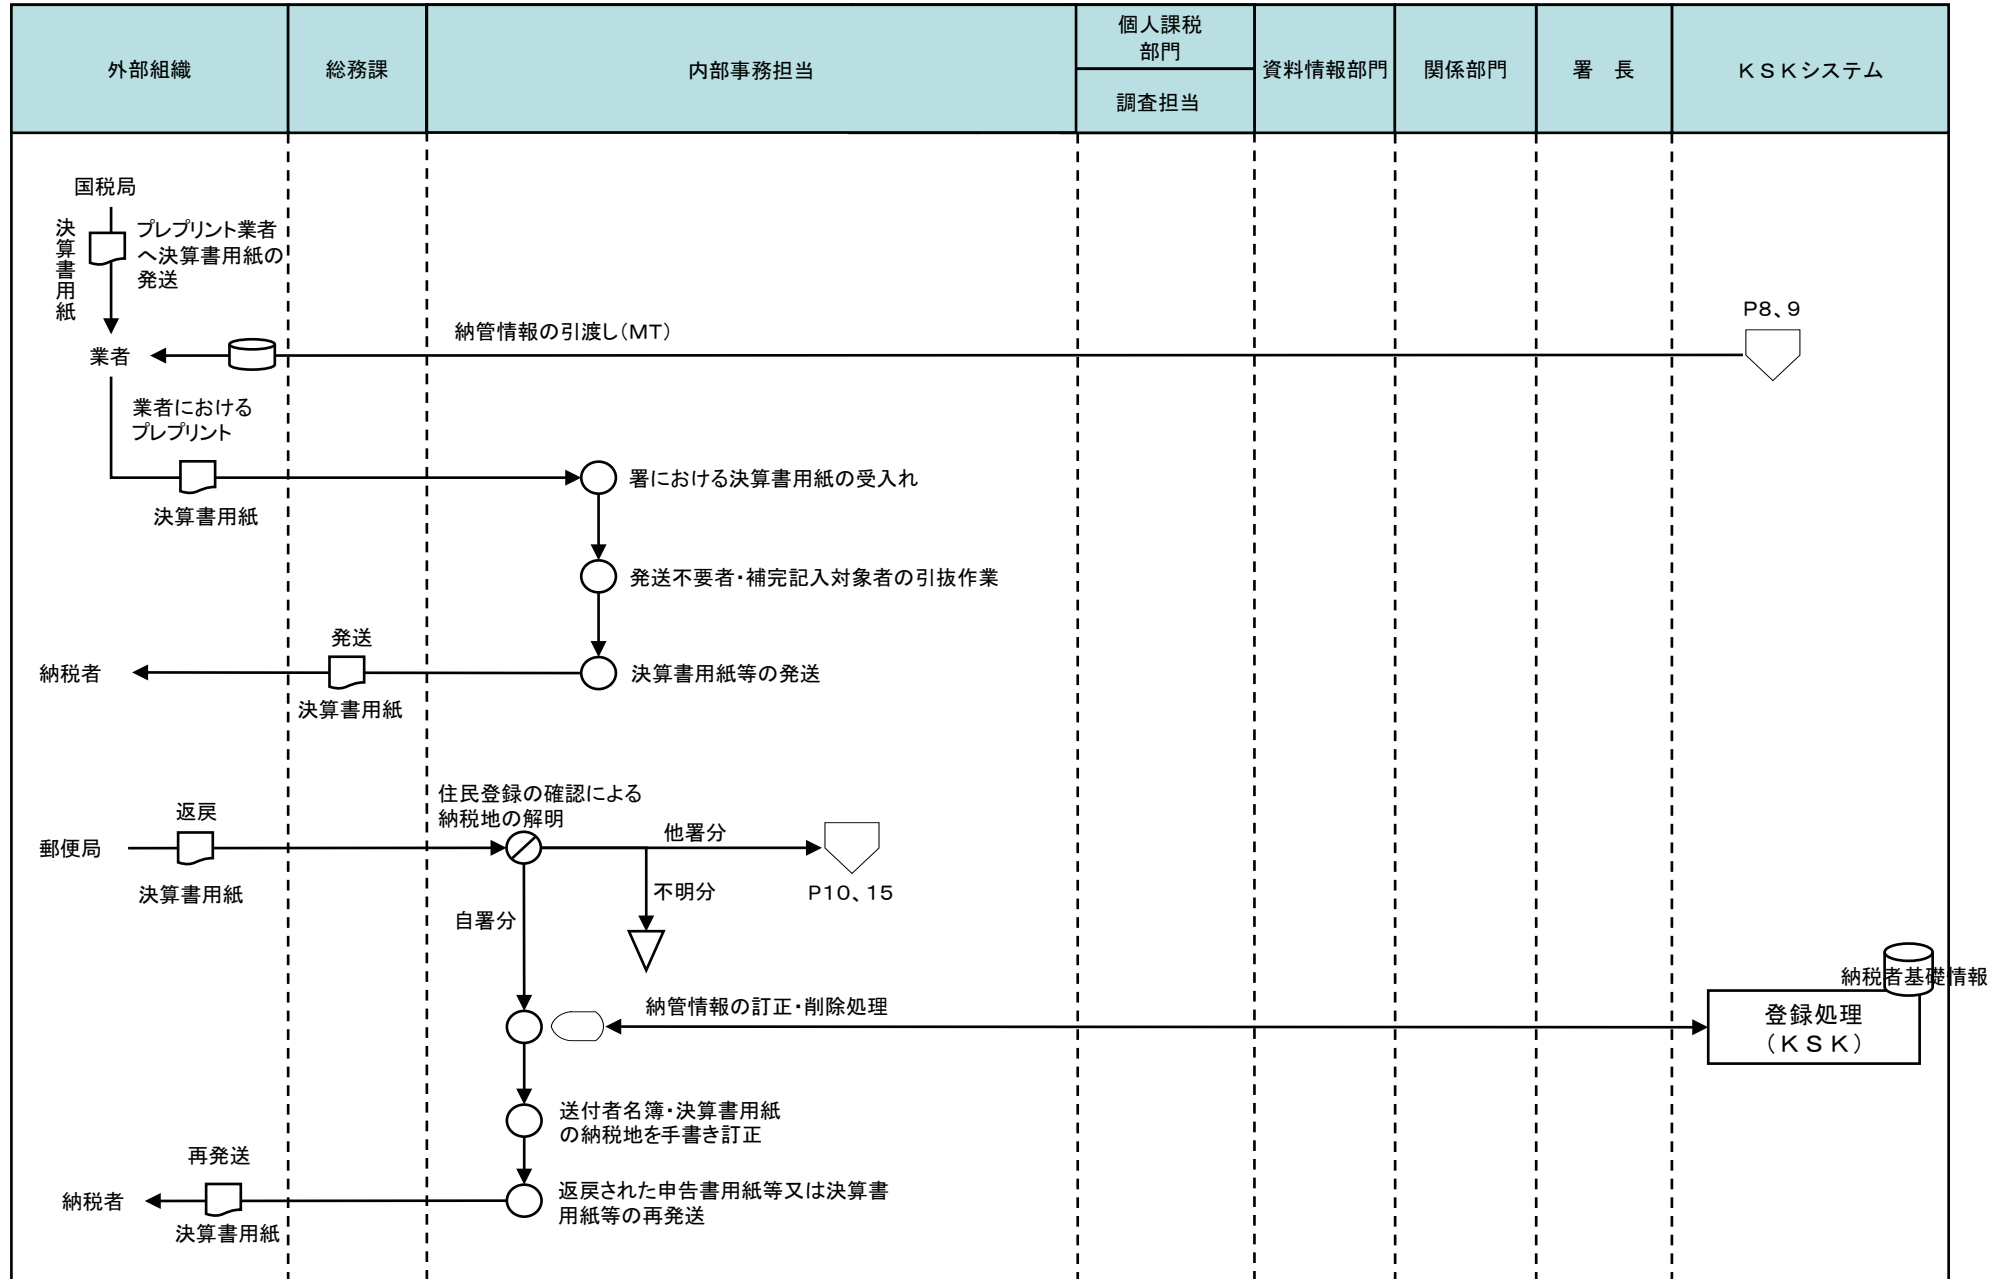 外部組織
総務課
内部事務担当
個人課税
部門
調査担当
資料情報部門
関係部門
署　長
ＫＳＫシステム
国税局
決算書用紙
プレプリント業者
へ決算書用紙の
発送
P8、9
納管情報の引渡し（MT）
業者
業者における
プレプリント
署における決算書用紙の受入れ
決算書用紙
発送不要者・補完記入対象者の引抜作業
発送
納税者
決算書用紙等の発送
決算書用紙
住民登録の確認による
納税地の解明
返戻
他署分
郵便局
決算書用紙
不明分
P10、15
自署分
納税者基礎情報
納管情報の訂正・削除処理
登録処理
（ＫＳＫ）
送付者名簿・決算書用紙
の納税地を手書き訂正
再発送
納税者
返戻された申告書用紙等又は決算書
用紙等の再発送
決算書用紙